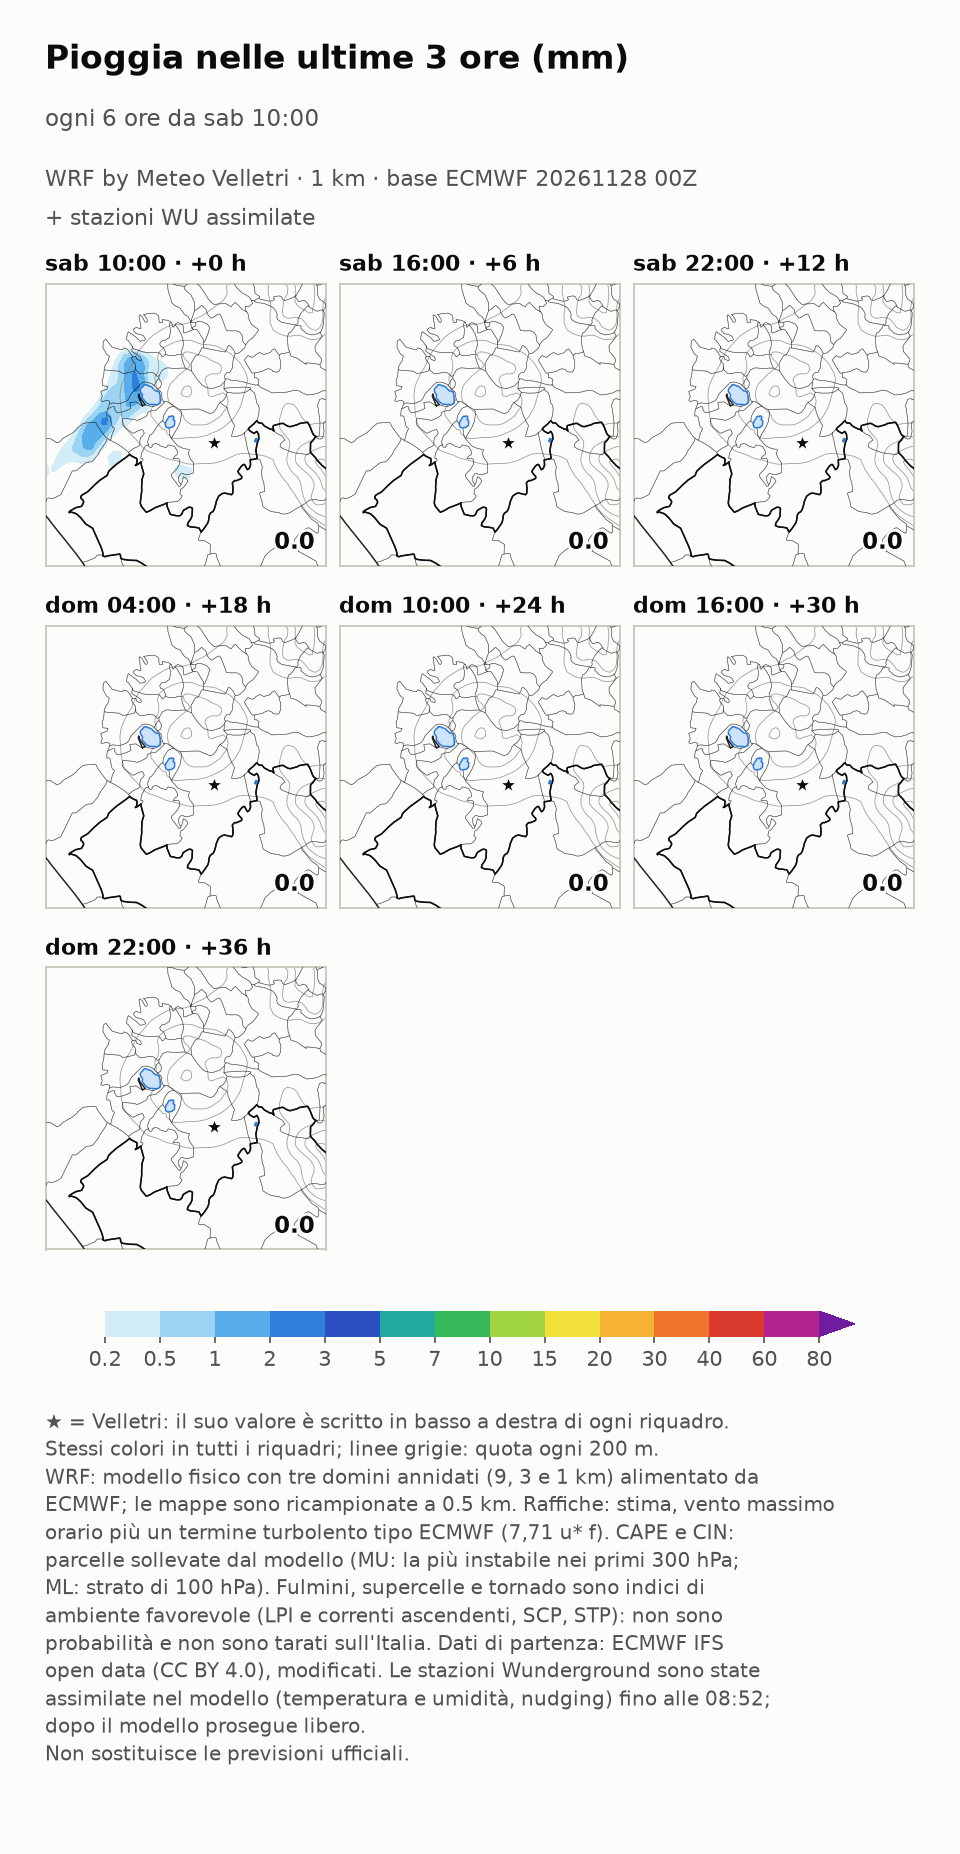 Pioggia nelle ultime 3 ore (mm)
ogni 6 ore da sab 10:00
WRF by Meteo Velletri · 1 km · base ECMWF 20261128 00Z
+ stazioni WU assimilate
sab 10:00 · +0 h
sab 16:00 · +6 h
sab 22:00 · +12 h
0.0
0.0
0.0
dom 04:00 · +18 h
dom 10:00 · +24 h
dom 16:00 · +30 h
0.0
0.0
0.0
dom 22:00 · +36 h
0.0
0.2 0.5 1 2 3 5 7 10 15 20 30 40 60 80
★ = Velletri: il suo valore è scritto in basso a destra di ogni riquadro.
Stessi colori in tutti i riquadri; linee grigie: quota ogni 200 m.
WRF: modello fisico con tre domini annidati (9, 3 e 1 km) alimentato da
ECMWF; le mappe sono ricampionate a 0.5 km. Raffiche: stima, vento massimo
orario più un termine turbolento tipo ECMWF (7,71 u* f). CAPE e CIN:
parcelle sollevate dal modello (MU: la più instabile nei primi 300 hPa;
ML: strato di 100 hPa). Fulmini, supercelle e tornado sono indici di
ambiente favorevole (LPI e correnti ascendenti, SCP, STP): non sono
probabilità e non sono tarati sull'Italia. Dati di partenza: ECMWF IFS
open data (CC BY 4.0), modificati. Le stazioni Wunderground sono state
assimilate nel modello (temperatura e umidità, nudging) fino alle 08:52;
dopo il modello prosegue libero.
Non sostituisce le previsioni ufficiali.